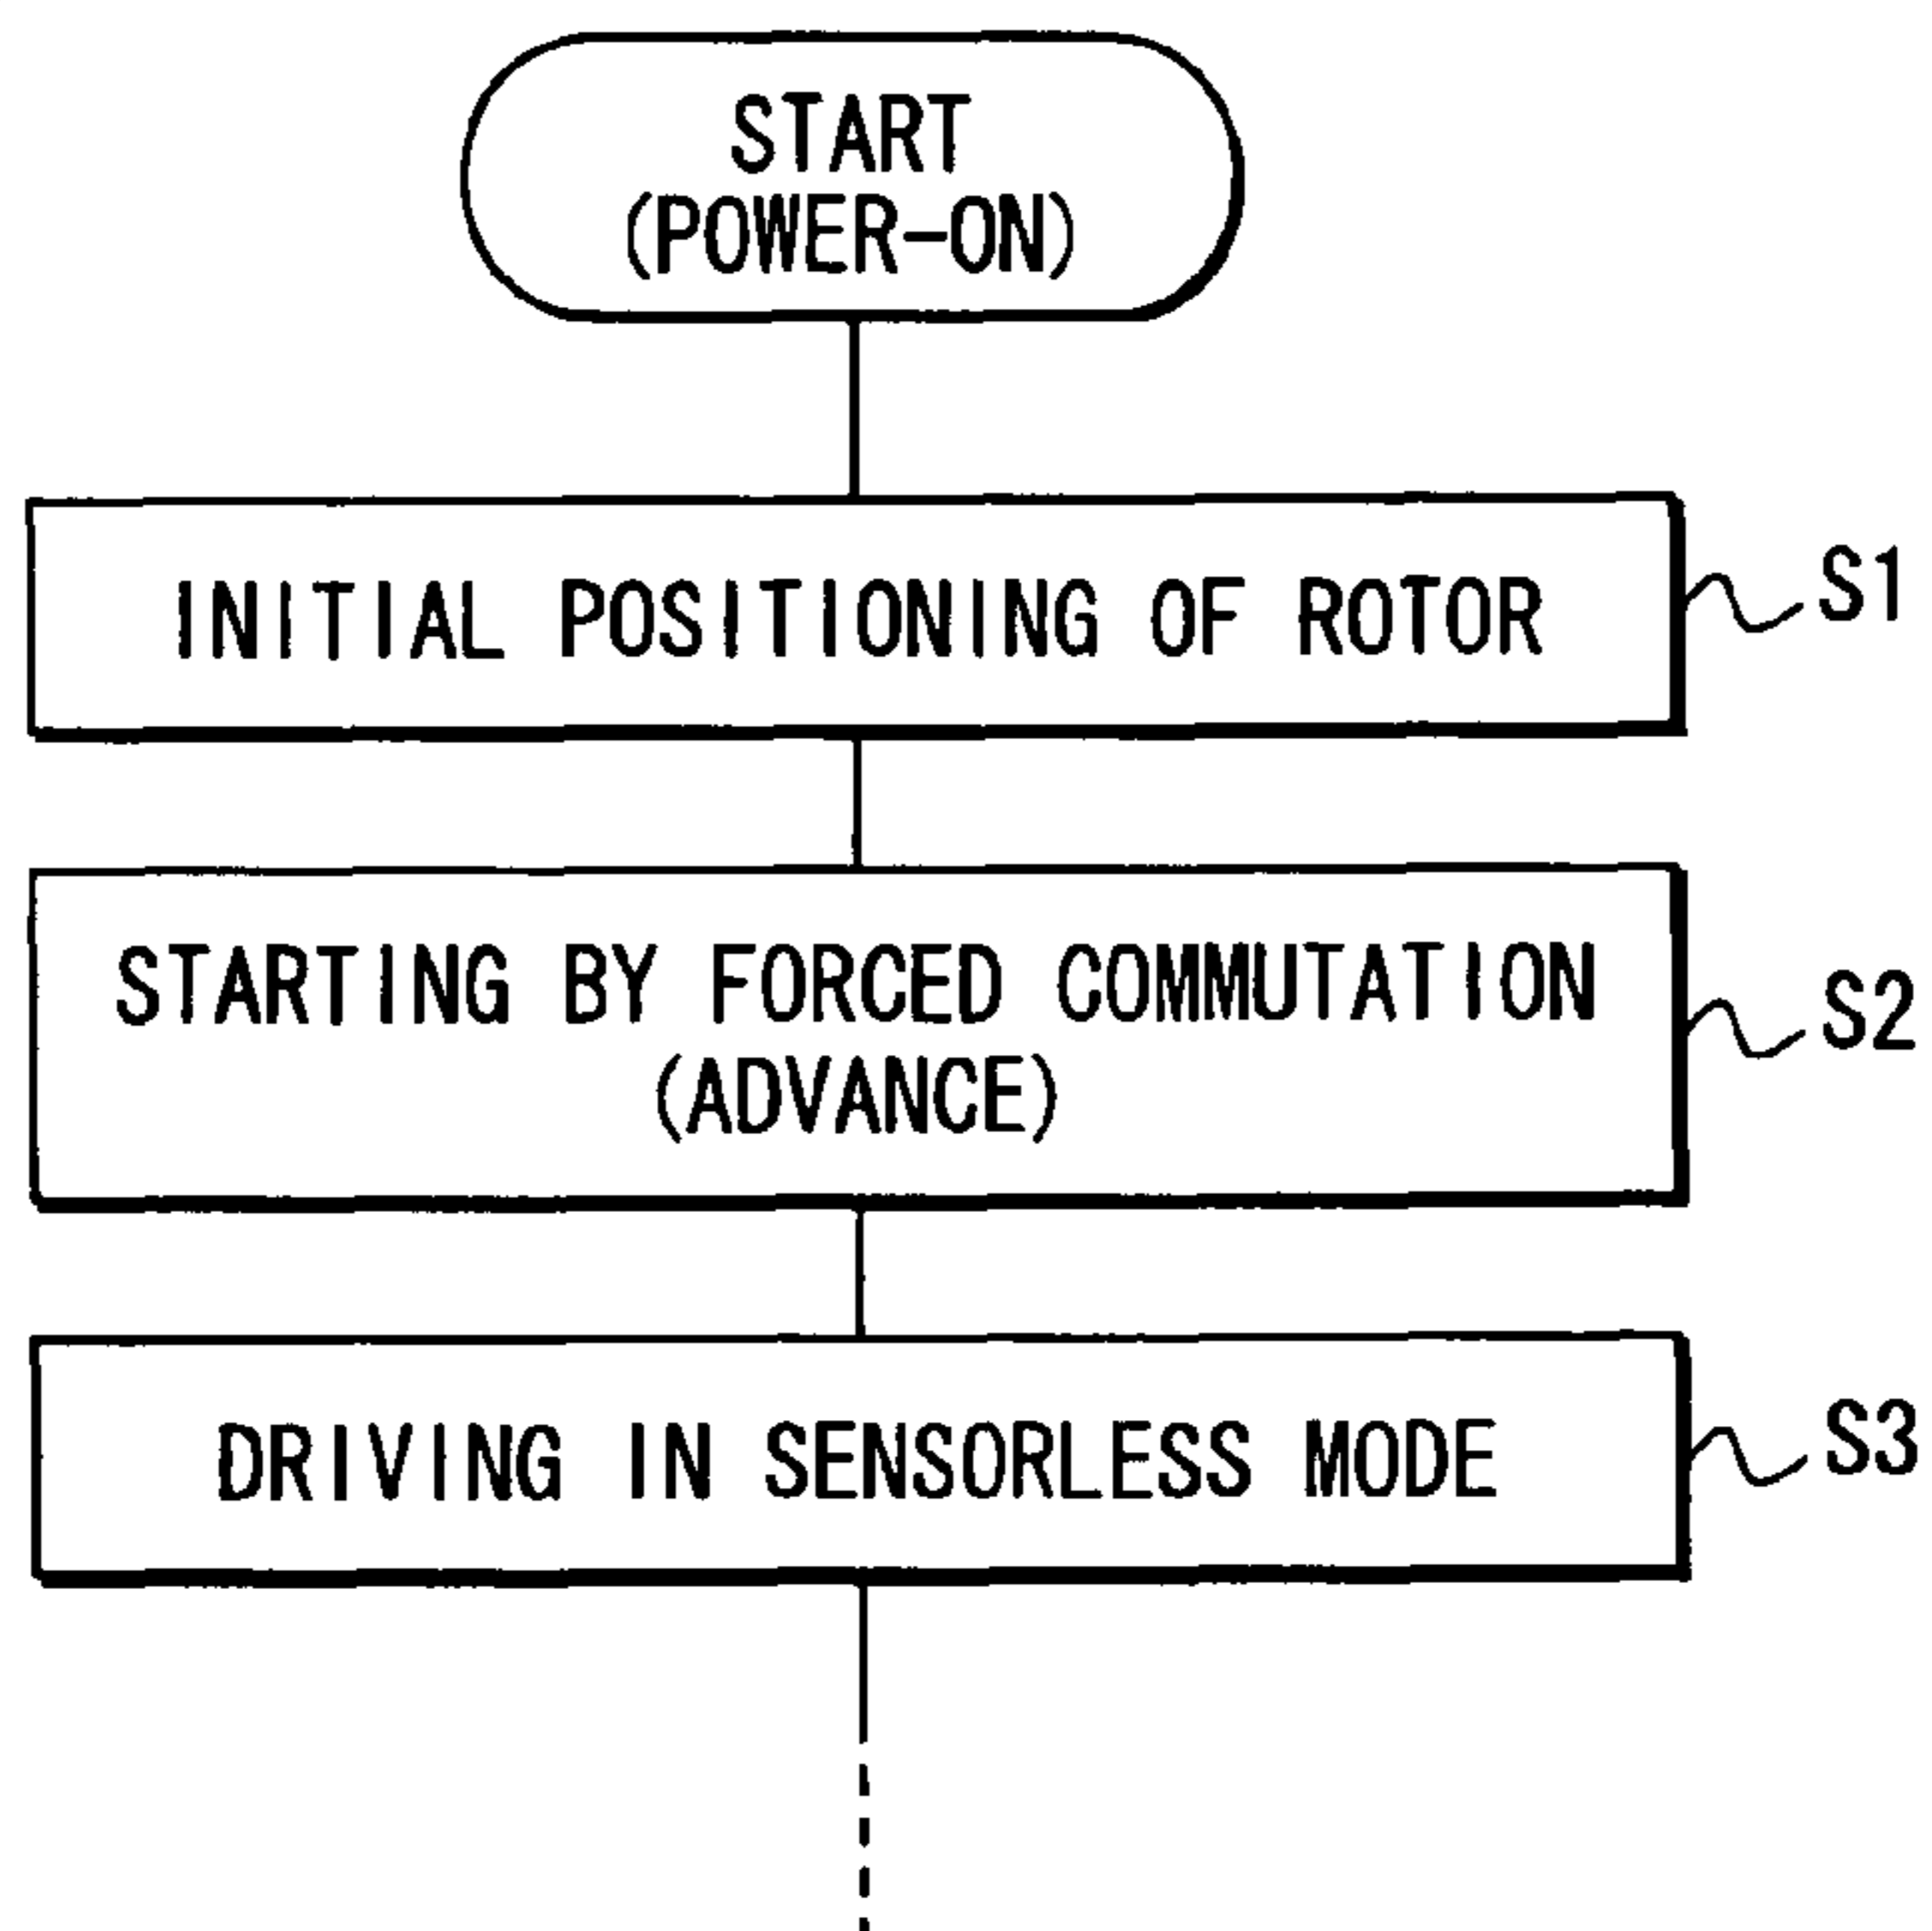 START
(POWER-ON)
INITIAL POSITIONING OF ROTOR
S1
STARTING BY FORCED COMMUTATION
(ADVANCE)
S2
DRIVING IN SENSORLESS MODE
S3